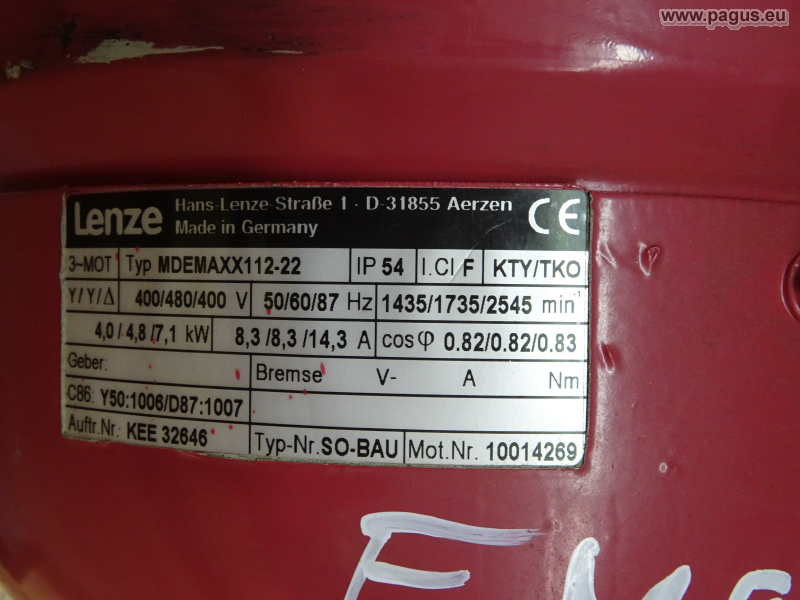 www.pagus.eu
Lenze Hans-Lenze-Straße 1 · D-31855 Aerzen CE
Made in Germany
3~MOT Typ MDEMAXX112-22 IP 54 I.Cl F KTY/TKO
Y/Y/Δ 400/480/400 V 50/60/87 Hz 1435/1735/2545 min-1
4,0/4,8/7,1 kW 8,3/8,3/14,3 A cosφ 0.82/0.82/0.83
Geber: Bremse V- A Nm
C86: Y50:1006/D87:1007
Auftr.Nr: KEE 32646 Typ-Nr. SO-BAU Mot.Nr. 10014269